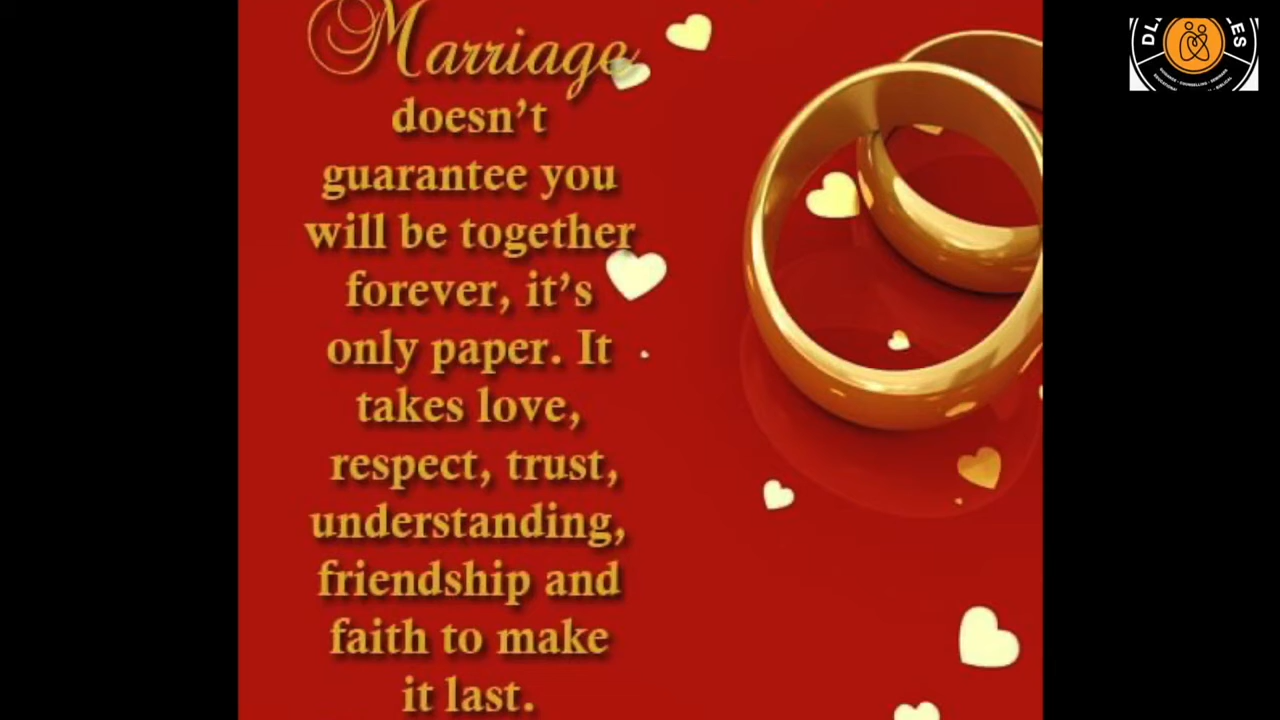 Marriage
doesn't
guarantee you
will be together
forever, it's
only paper. It
takes love,
respect, trust,
understanding,
friendship and
faith to make
it last.